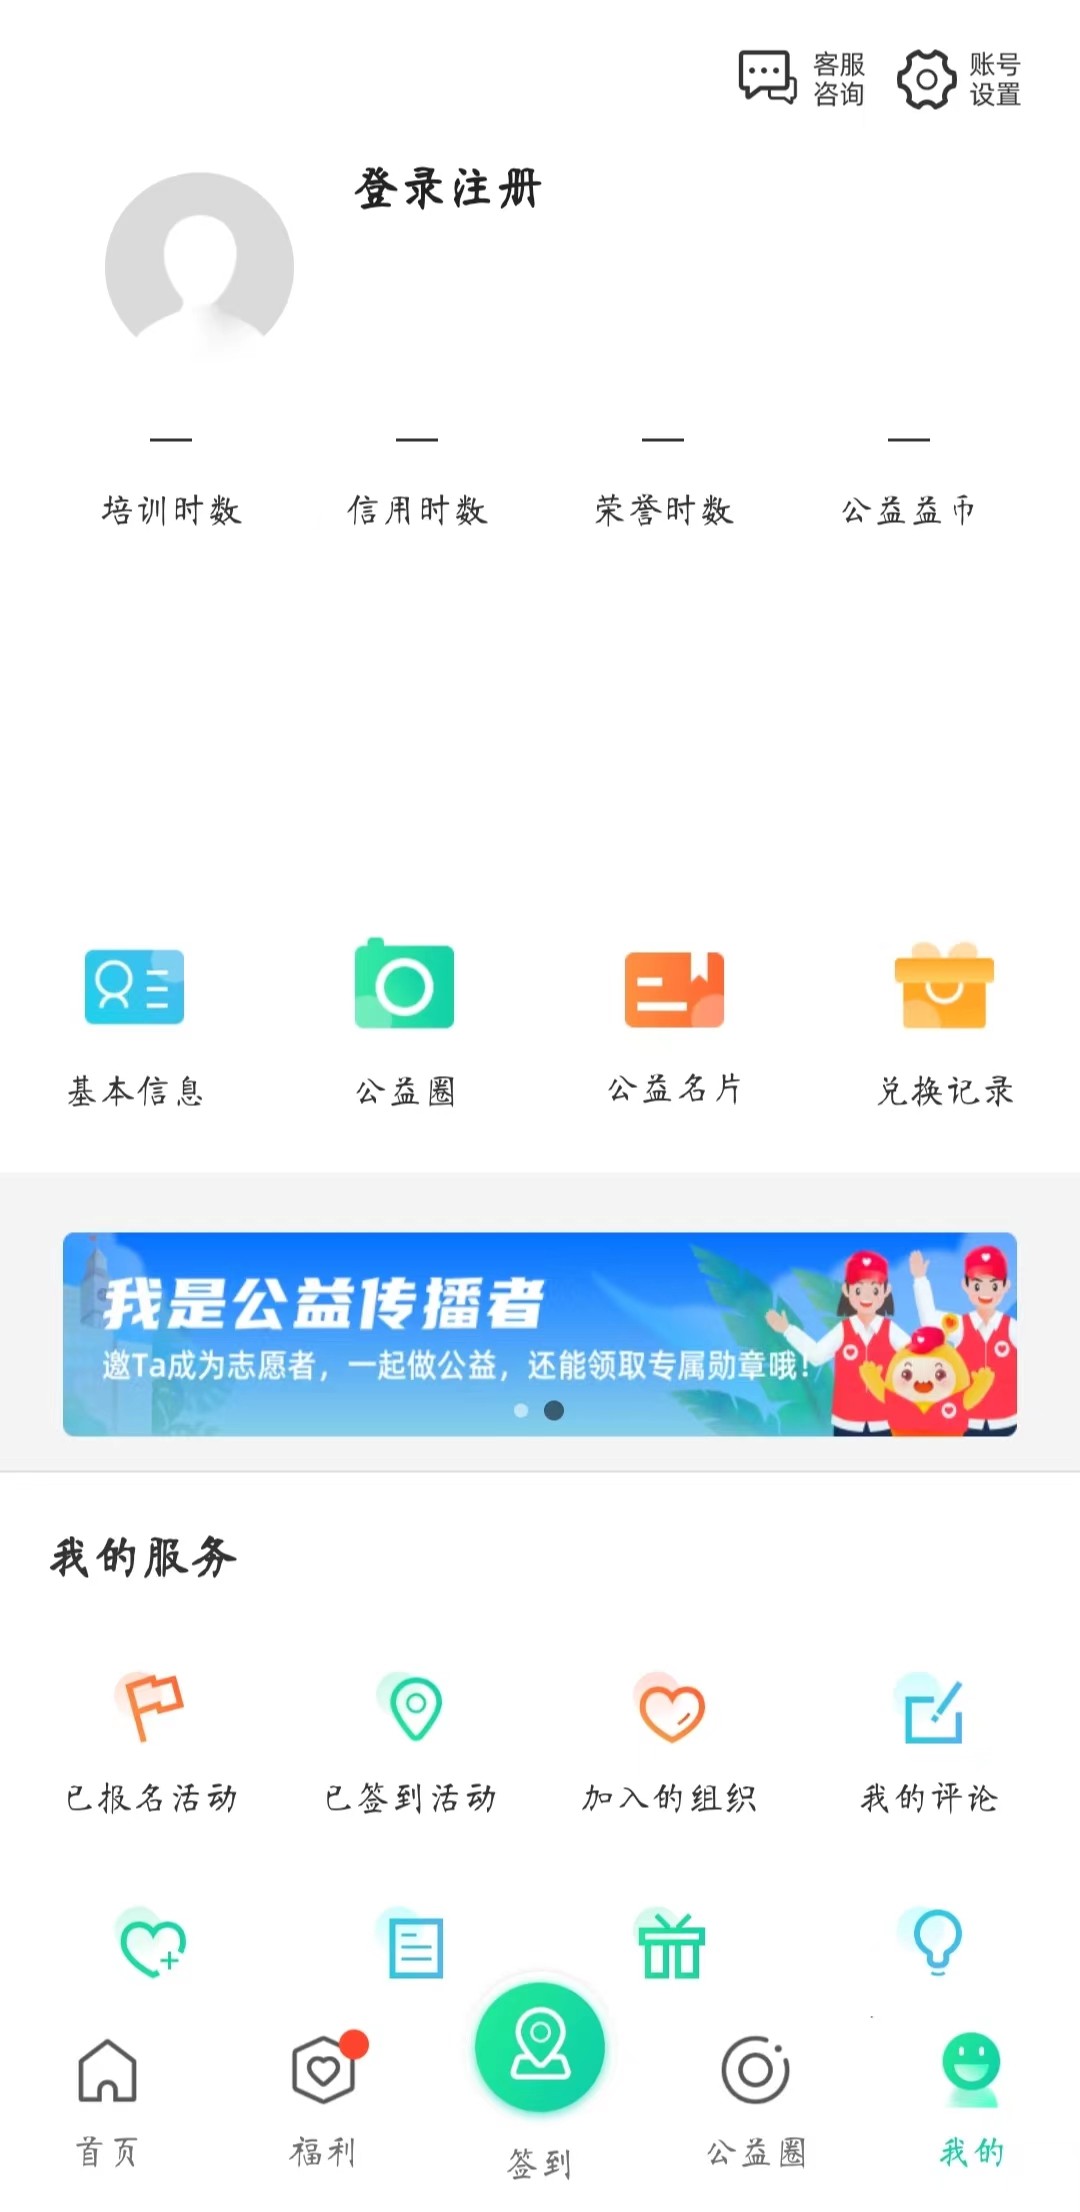 客服
咨询
账号
设置
登录注册
培训时数
信用时数
荣誉时数
公益益币
基本信息
公益圈
公益名片
兑换记录
我是公益传播者
邀Ta成为志愿者，一起做公益，还能领取专属勋章哦！
我的服务
已报名活动
已签到活动
加入的组织
我的评论
首页
福利
签到
公益圈
我的